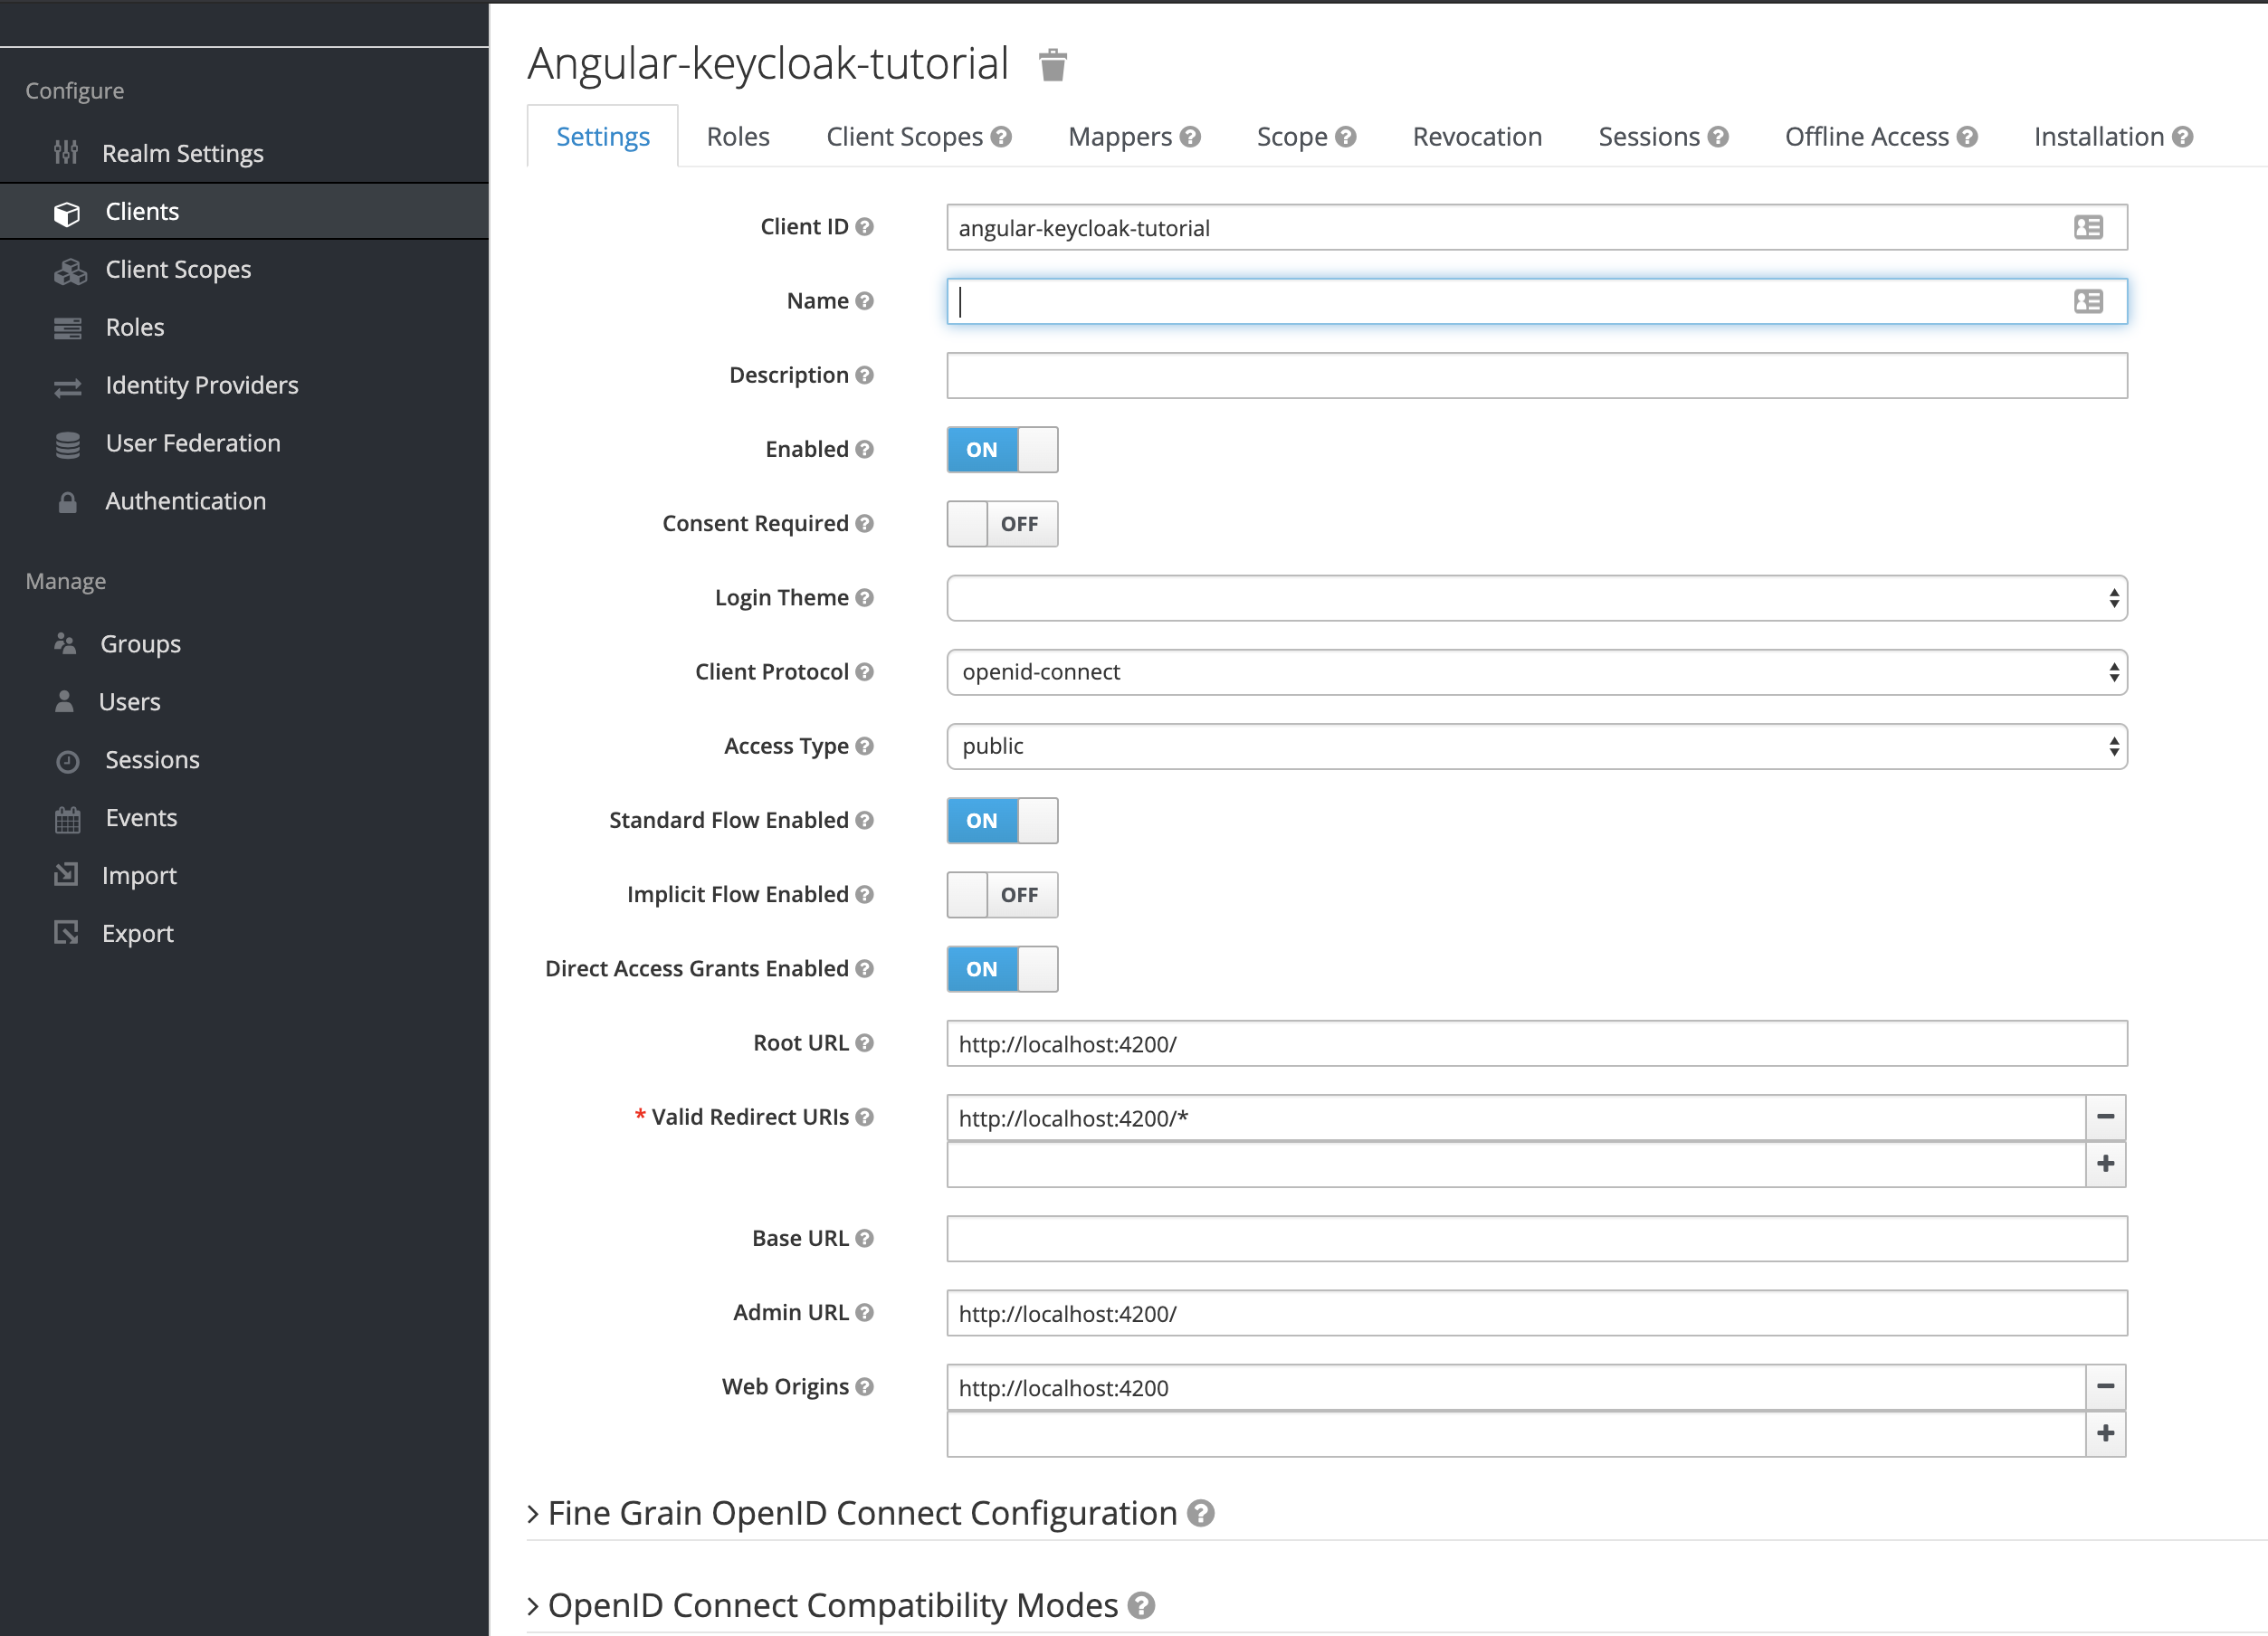 Configure
Realm Settings
Clients
Client Scopes
Roles
Identity Providers
User Federation
Authentication
Manage
Groups
Users
Sessions
Events
Import
Export
Angular-keycloak-tutorial
Settings Roles Client Scopes Mappers Scope Revocation Sessions Offline Access Installation
Client ID angular-keycloak-tutorial
Name
Description
Enabled ON
Consent Required OFF
Login Theme
Client Protocol openid-connect
Access Type public
Standard Flow Enabled ON
Implicit Flow Enabled OFF
Direct Access Grants Enabled ON
Root URL http://localhost:4200/
* Valid Redirect URIs http://localhost:4200/*
Base URL
Admin URL http://localhost:4200/
Web Origins http://localhost:4200
Fine Grain OpenID Connect Configuration
OpenID Connect Compatibility Modes